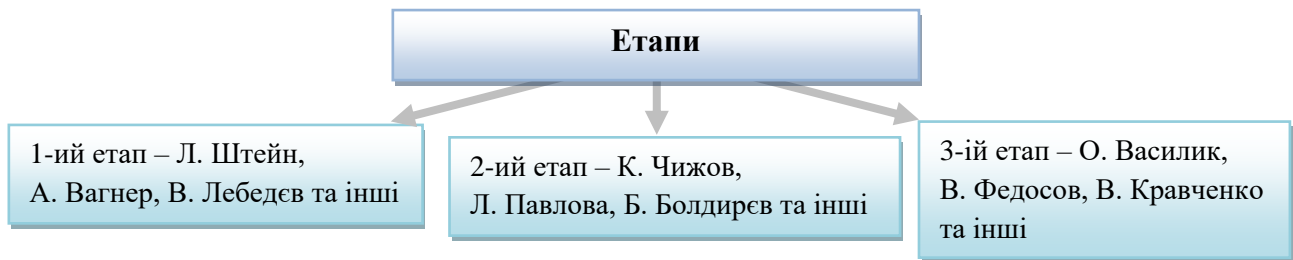 Етапи
1-ий етап – Л. Штейн,
А. Вагнер, В. Лебедєв та інші
2-ий етап – К. Чижов,
Л. Павлова, Б. Болдирєв та інші
3-ій етап – О. Василик,
В. Федосов, В. Кравченко
та інші